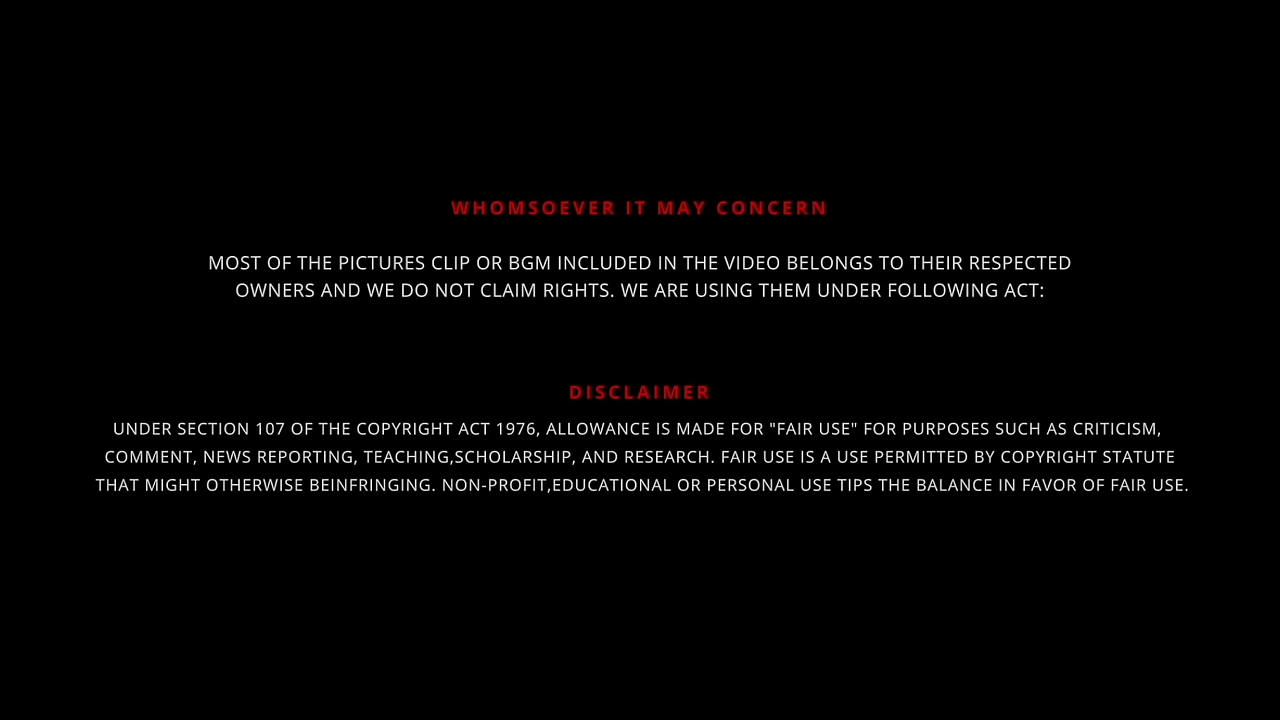 WHOMSOEVER IT MAY CONCERN
MOST OF THE PICTURES CLIP OR BGM INCLUDED IN THE VIDEO BELONGS TO THEIR RESPECTED
OWNERS AND WE DO NOT CLAIM RIGHTS. WE ARE USING THEM UNDER FOLLOWING ACT:
DISCLAIMER
UNDER SECTION 107 OF THE COPYRIGHT ACT 1976, ALLOWANCE IS MADE FOR "FAIR USE" FOR PURPOSES SUCH AS CRITICISM,
COMMENT, NEWS REPORTING, TEACHING,SCHOLARSHIP, AND RESEARCH. FAIR USE IS A USE PERMITTED BY COPYRIGHT STATUTE
THAT MIGHT OTHERWISE BEINFRINGING. NON-PROFIT,EDUCATIONAL OR PERSONAL USE TIPS THE BALANCE IN FAVOR OF FAIR USE.